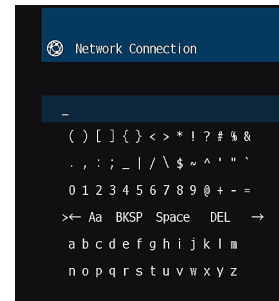 Network Connection
_
( ) [ ] { } < > * ! ? # % &
. , : ; _ | / \ $ ~ ^ ' " `
0 1 2 3 4 5 6 7 8 9 @ + - =
>← Aa BKSP Space DEL →
a b c d e f g h i j k l m
n o p q r s t u v w x y z